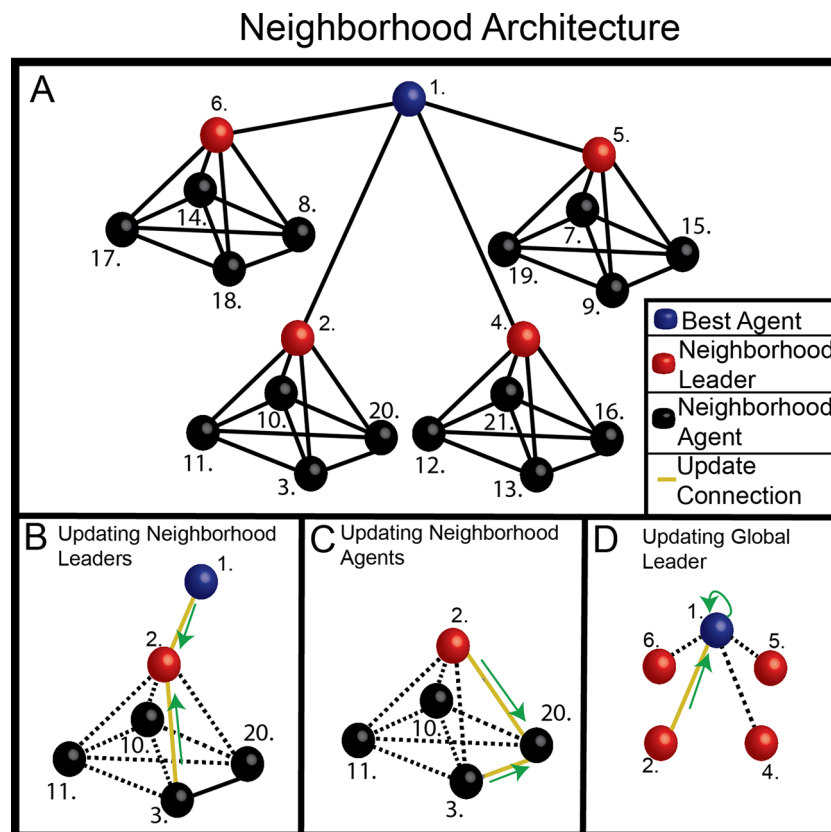 Neighborhood Architecture
A
1.
6.
5.
14.
8.
17.
18.
7.
15.
19.
9.
2.
4.
10.
20.
11.
3.
21.
16.
12.
13.
Best Agent
Neighborhood
Leader
Neighborhood
Agent
Update
Connection
B Updating Neighborhood
Leaders
1.
2.
10.
20.
11.
3.
C Updating Neighborhood
Agents
2.
10.
20.
11.
3.
D Updating Global
Leader
1.
6.
5.
2.
4.